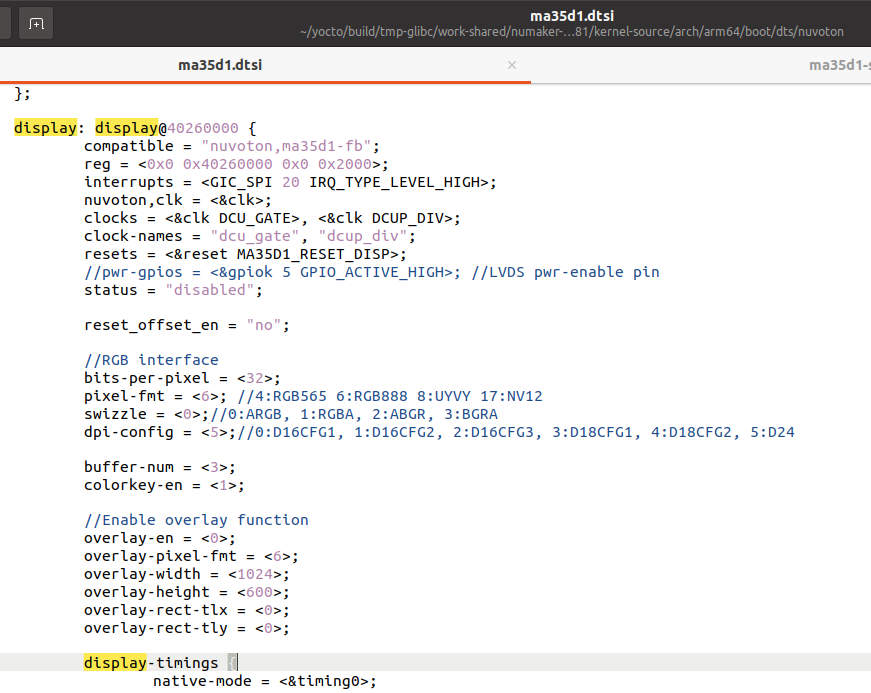 ma35d1.dtsi
~/yocto/build/tmp-glibc/work-shared/numaker-...81/kernel-source/arch/arm64/boot/dts/nuvoton
ma35d1.dtsi × ma35d1-s
};
display: display@40260000 {
compatible = "nuvoton,ma35d1-fb";
reg = <0x0 0x40260000 0x0 0x2000>;
interrupts = <GIC_SPI 20 IRQ_TYPE_LEVEL_HIGH>;
nuvoton,clk = <&clk>;
clocks = <&clk DCU_GATE>, <&clk DCUP_DIV>;
clock-names = "dcu_gate", "dcup_div";
resets = <&reset MA35D1_RESET_DISP>;
//pwr-gpios = <&gpiok 5 GPIO_ACTIVE_HIGH>; //LVDS pwr-enable pin
status = "disabled";
reset_offset_en = "no";
//RGB interface
bits-per-pixel = <32>;
pixel-fmt = <6>; //4:RGB565 6:RGB888 8:UYVY 17:NV12
swizzle = <0>;//0:ARGB, 1:RGBA, 2:ABGR, 3:BGRA
dpi-config = <5>;//0:D16CFG1, 1:D16CFG2, 2:D16CFG3, 3:D18CFG1, 4:D18CFG2, 5:D24
buffer-num = <3>;
colorkey-en = <1>;
//Enable overlay function
overlay-en = <0>;
overlay-pixel-fmt = <6>;
overlay-width = <1024>;
overlay-height = <600>;
overlay-rect-tlx = <0>;
overlay-rect-tly = <0>;
display-timings {
native-mode = <&timing0>;